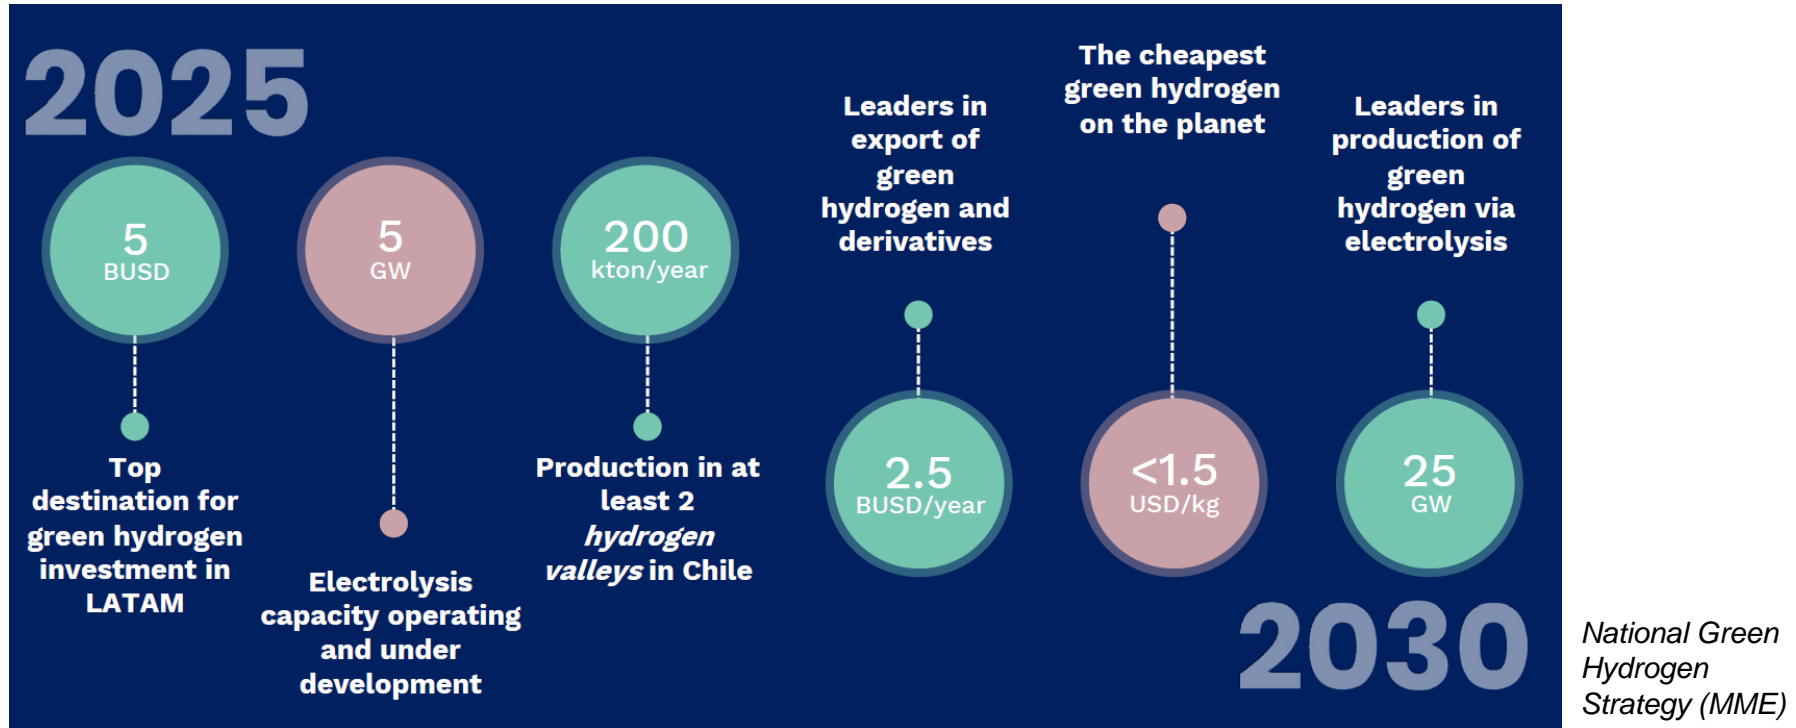 2025
5
BUSD
Top
destination for
green hydrogen
investment in
LATAM
5
GW
Electrolysis
capacity operating
and under
development
200
kton/year
Production in at
least 2
hydrogen
valleys in Chile
Leaders in
export of
green
hydrogen and
derivatives
2.5
BUSD/year
The cheapest
green hydrogen
on the planet
<1.5
USD/kg
Leaders in
production of
green
hydrogen via
electrolysis
25
GW
2030
National Green
Hydrogen
Strategy (MME)